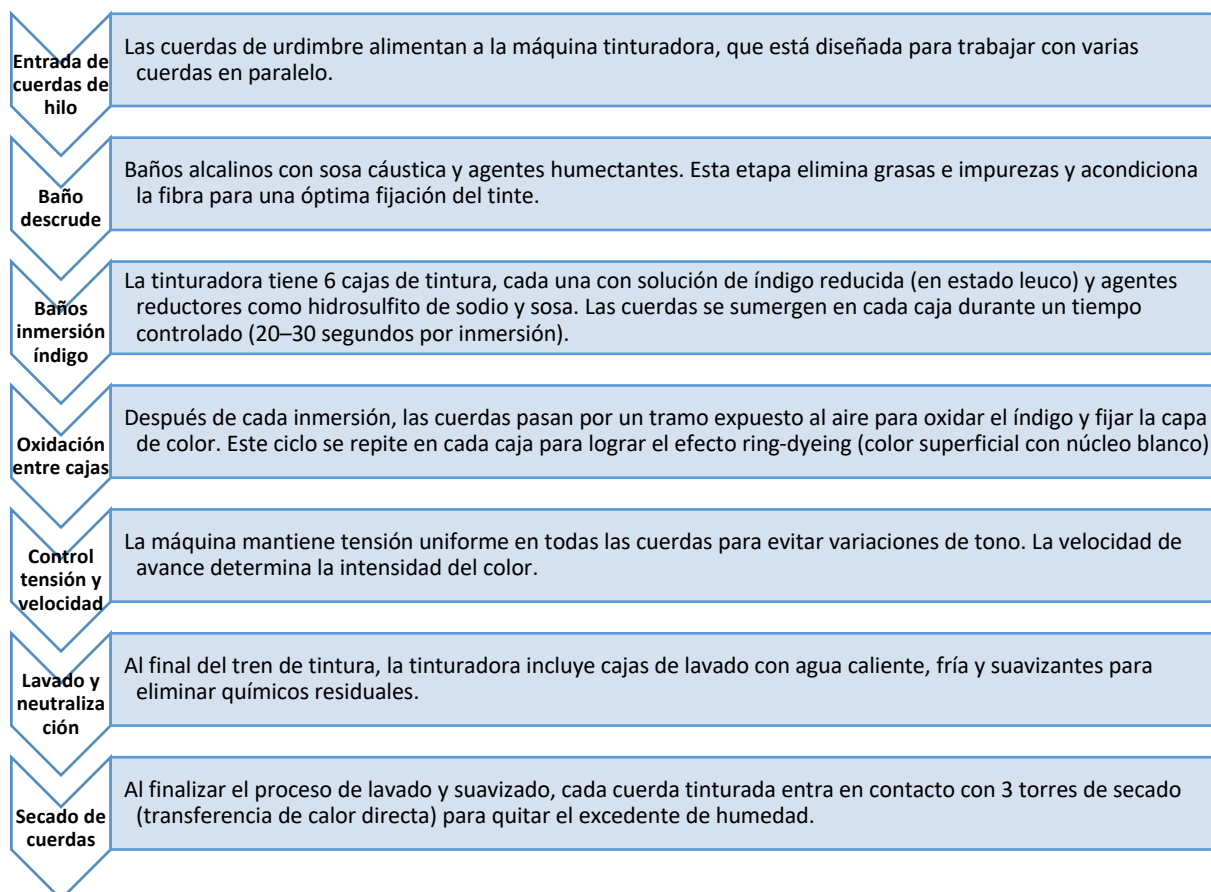 Entrada de
cuerdas de
hilo
Las cuerdas de urdimbre alimentan a la máquina tinturadora, que está diseñada para trabajar con varias
cuerdas en paralelo.
Baño
descrude
Baños alcalinos con sosa cáustica y agentes humectantes. Esta etapa elimina grasas e impurezas y acondiciona
la fibra para una óptima fijación del tinte.
Baños
inmersión
índigo
La tinturadora tiene 6 cajas de tintura, cada una con solución de índigo reducida (en estado leuco) y agentes
reductores como hidrosulfito de sodio y sosa. Las cuerdas se sumergen en cada caja durante un tiempo
controlado (20–30 segundos por inmersión).
Oxidación
entre cajas
Después de cada inmersión, las cuerdas pasan por un tramo expuesto al aire para oxidar el índigo y fijar la capa
de color. Este ciclo se repite en cada caja para lograr el efecto ring-dyeing (color superficial con núcleo blanco)
Control
tensión y
velocidad
La máquina mantiene tensión uniforme en todas las cuerdas para evitar variaciones de tono. La velocidad de
avance determina la intensidad del color.
Lavado y
neutraliza
ción
Al final del tren de tintura, la tinturadora incluye cajas de lavado con agua caliente, fría y suavizantes para
eliminar químicos residuales.
Secado de
cuerdas
Al finalizar el proceso de lavado y suavizado, cada cuerda tinturada entra en contacto con 3 torres de secado
(transferencia de calor directa) para quitar el excedente de humedad.